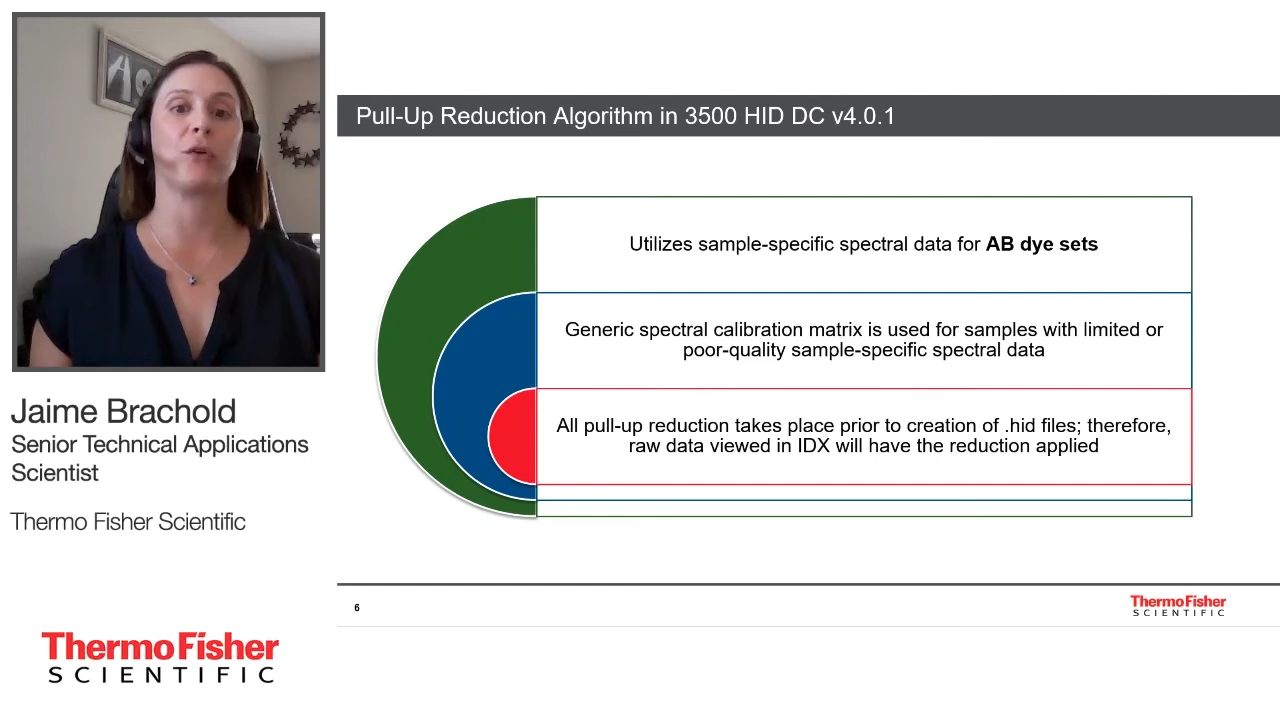 Pull-Up Reduction Algorithm in 3500 HID DC v4.0.1
Utilizes sample-specific spectral data for AB dye sets
Generic spectral calibration matrix is used for samples with limited or
poor-quality sample-specific spectral data
All pull-up reduction takes place prior to creation of .hid files; therefore,
raw data viewed in IDX will have the reduction applied
Jaime Brachold
Senior Technical Applications
Scientist
Thermo Fisher Scientific
6
ThermoFisher
SCIENTIFIC
ThermoFisher
SCIENTIFIC